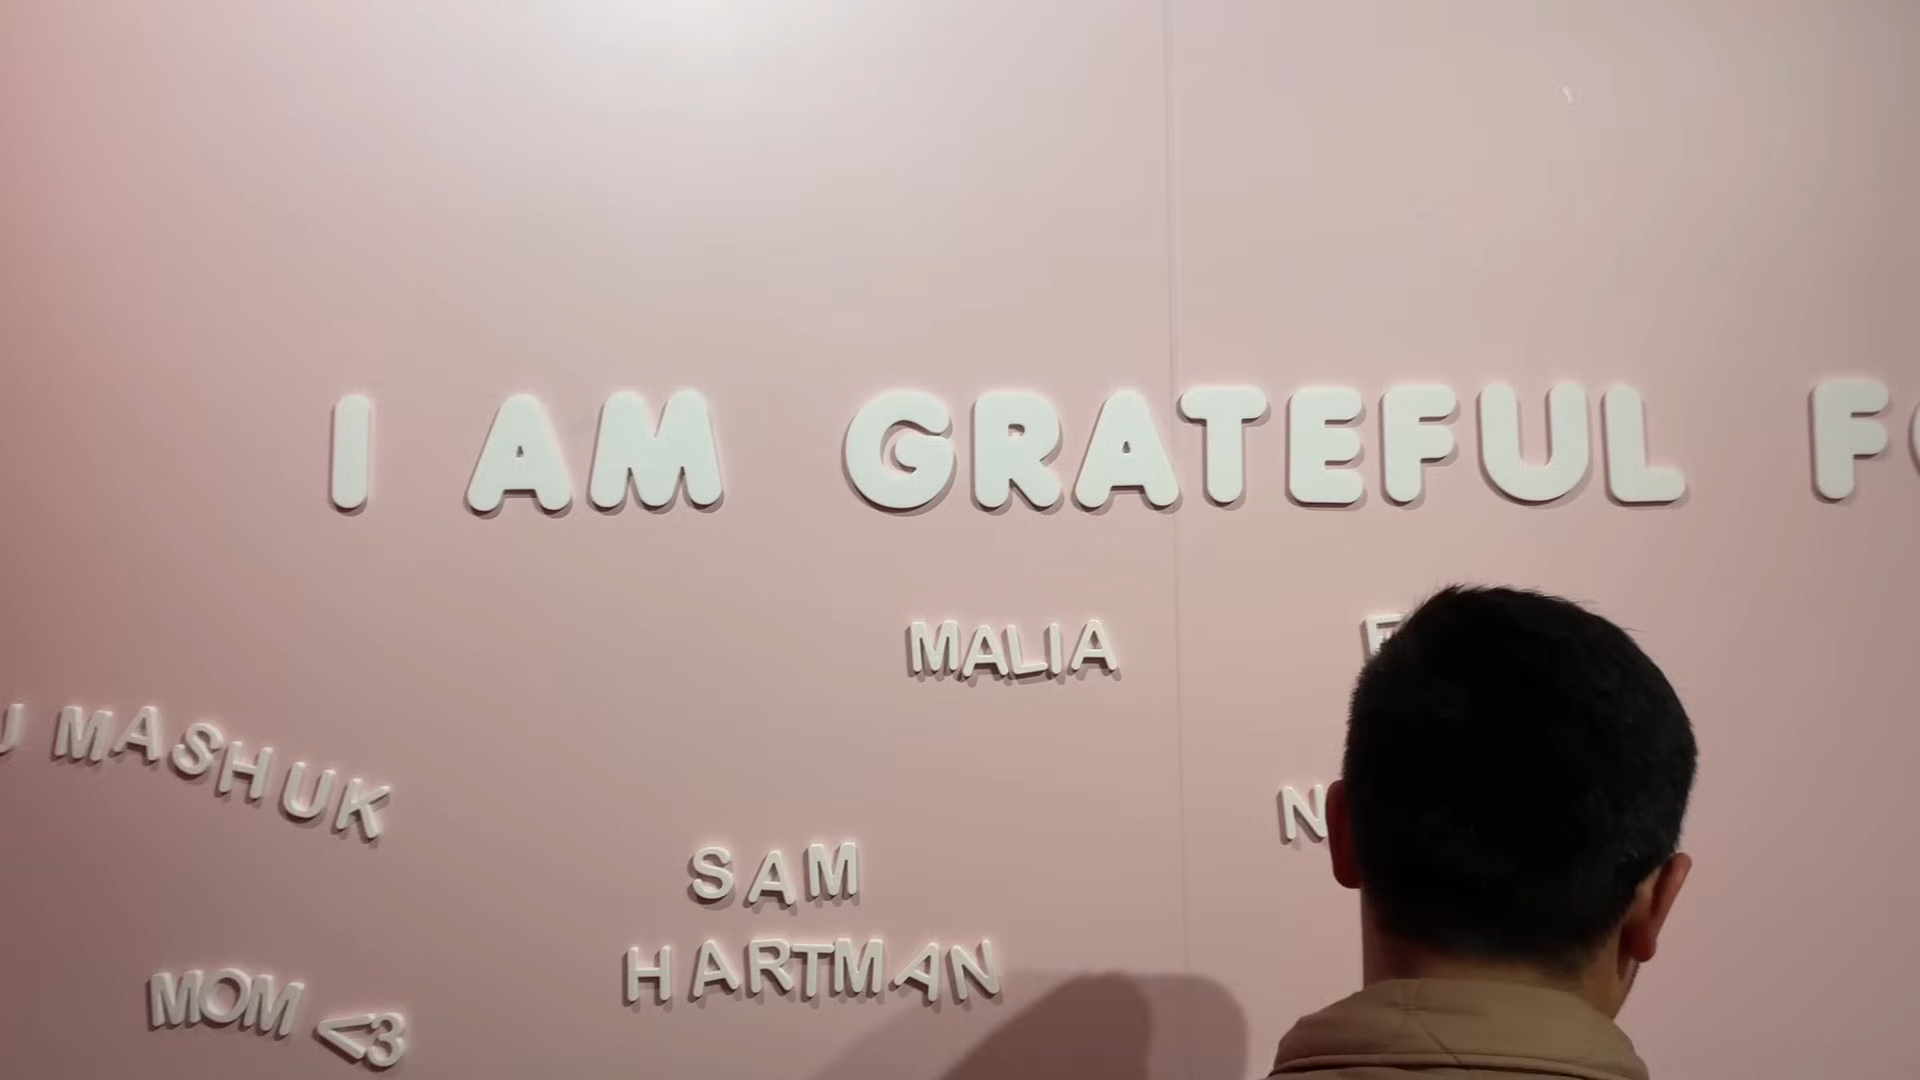 I AM GRATEFUL
MALIA
MASHUK
SAM
HARTMAN
MOM <3